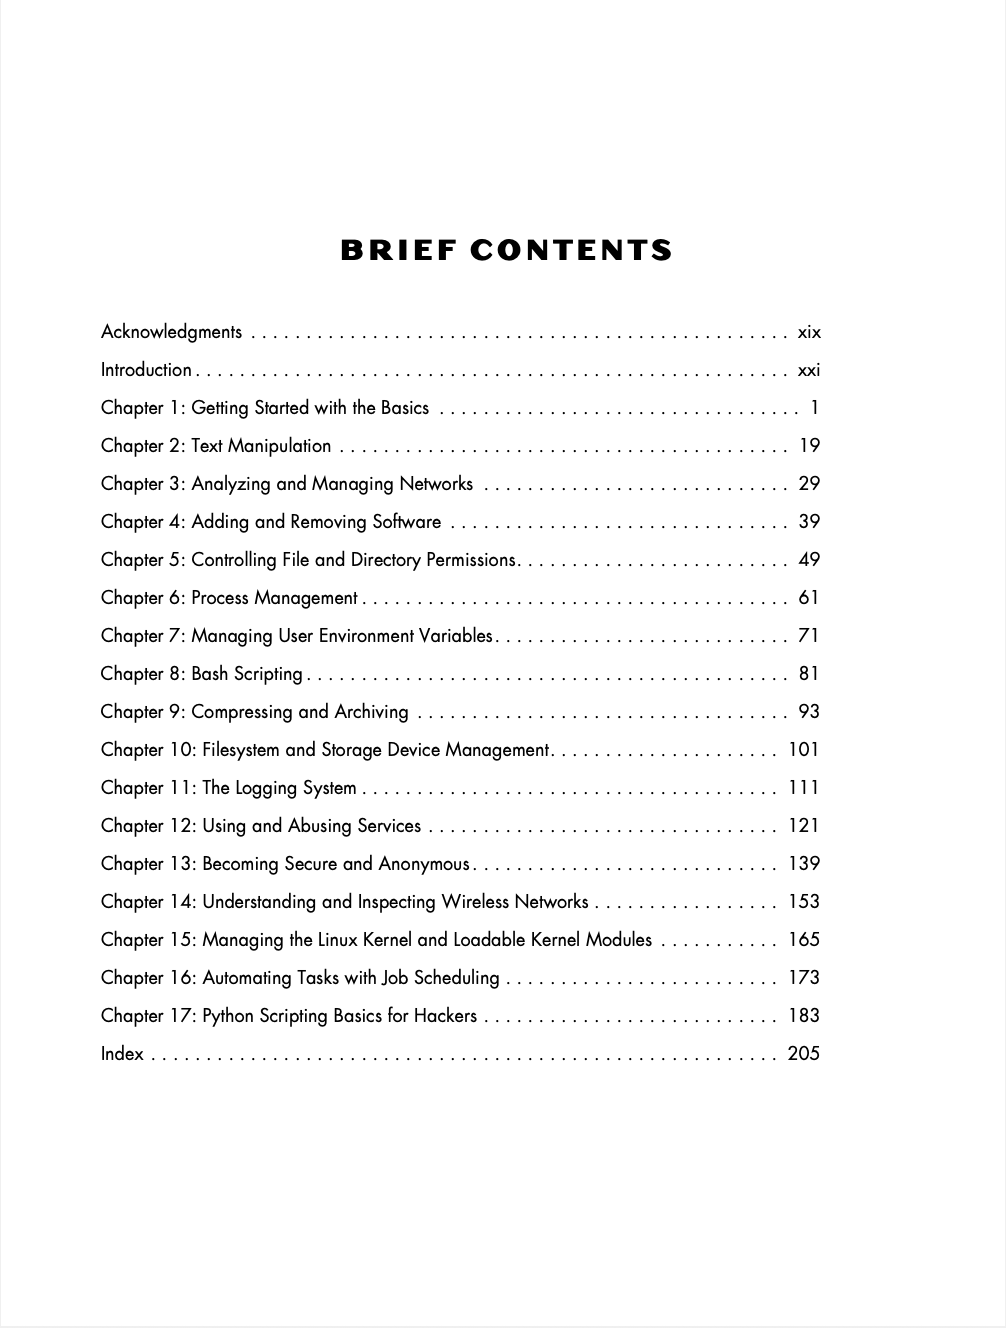 BRIEF CONTENTS
Acknowledgments . . . . . . . . . . . . . . . . . . . . . . . . . . . . . . . . . . . . . . . . . . . . . . . . . xix
Introduction . . . . . . . . . . . . . . . . . . . . . . . . . . . . . . . . . . . . . . . . . . . . . . . . . . . . . . xxi
Chapter 1: Getting Started with the Basics . . . . . . . . . . . . . . . . . . . . . . . . . . . . . . . . . 1
Chapter 2: Text Manipulation . . . . . . . . . . . . . . . . . . . . . . . . . . . . . . . . . . . . . . . . . 19
Chapter 3: Analyzing and Managing Networks . . . . . . . . . . . . . . . . . . . . . . . . . . . . 29
Chapter 4: Adding and Removing Software . . . . . . . . . . . . . . . . . . . . . . . . . . . . . . . 39
Chapter 5: Controlling File and Directory Permissions. . . . . . . . . . . . . . . . . . . . . . . . . 49
Chapter 6: Process Management . . . . . . . . . . . . . . . . . . . . . . . . . . . . . . . . . . . . . . . 61
Chapter 7: Managing User Environment Variables. . . . . . . . . . . . . . . . . . . . . . . . . . . 71
Chapter 8: Bash Scripting . . . . . . . . . . . . . . . . . . . . . . . . . . . . . . . . . . . . . . . . . . . . 81
Chapter 9: Compressing and Archiving . . . . . . . . . . . . . . . . . . . . . . . . . . . . . . . . . . 93
Chapter 10: Filesystem and Storage Device Management. . . . . . . . . . . . . . . . . . . . . 101
Chapter 11: The Logging System . . . . . . . . . . . . . . . . . . . . . . . . . . . . . . . . . . . . . . 111
Chapter 12: Using and Abusing Services . . . . . . . . . . . . . . . . . . . . . . . . . . . . . . . . 121
Chapter 13: Becoming Secure and Anonymous. . . . . . . . . . . . . . . . . . . . . . . . . . . . 139
Chapter 14: Understanding and Inspecting Wireless Networks . . . . . . . . . . . . . . . . . 153
Chapter 15: Managing the Linux Kernel and Loadable Kernel Modules . . . . . . . . . . . 165
Chapter 16: Automating Tasks with Job Scheduling . . . . . . . . . . . . . . . . . . . . . . . . . 173
Chapter 17: Python Scripting Basics for Hackers . . . . . . . . . . . . . . . . . . . . . . . . . . . 183
Index . . . . . . . . . . . . . . . . . . . . . . . . . . . . . . . . . . . . . . . . . . . . . . . . . . . . . . . . . 205